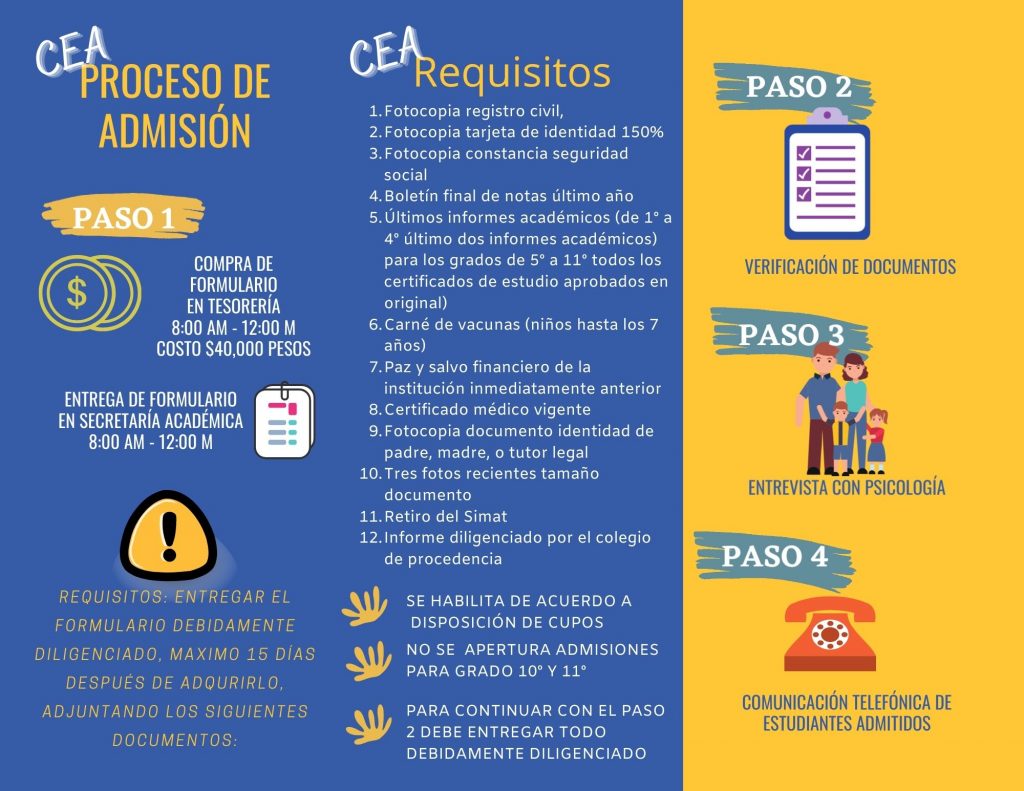 CEA
PROCESO DE
ADMISIÓN
PASO 1
$
COMPRA DE
FORMULARIO
EN TESORERÍA
8:00 AM - 12:00 M
COSTO $40,000 PESOS
ENTREGA DE FORMULARIO
EN SECRETARÍA ACADÉMICA
8:00 AM - 12:00 M
!
REQUISITOS: ENTREGAR EL
FORMULARIO DEBIDAMENTE
DILIGENCIADO, MAXIMO 15 DÍAS
DESPUÉS DE ADQURIRLO,
ADJUNTANDO LOS SIGUIENTES
DOCUMENTOS:
CEA
Requisitos
1. Fotocopia registro civil,
2. Fotocopia tarjeta de identidad 150%
3. Fotocopia constancia seguridad
social
4. Boletín final de notas último año
5. Últimos informes académicos (de 1° a
4° último dos informes académicos)
para los grados de 5° a 11° todos los
certificados de estudio aprobados en
original)
6. Carné de vacunas (niños hasta los 7
años)
7. Paz y salvo financiero de la
institución inmediatamente anterior
8. Certificado médico vigente
9. Fotocopia documento identidad de
padre, madre, o tutor legal
10. Tres fotos recientes tamaño
documento
11. Retiro del Simat
12. Informe diligenciado por el colegio
de procedencia
SE HABILITA DE ACUERDO A
DISPOSICIÓN DE CUPOS
NO SE APERTURA ADMISIONES
PARA GRADO 10° Y 11°
PARA CONTINUAR CON EL PASO
2 DEBE ENTREGAR TODO
DEBIDAMENTE DILIGENCIADO
PASO 2
VERIFICACIÓN DE DOCUMENTOS
PASO 3
ENTREVISTA CON PSICOLOGÍA
PASO 4
COMUNICACIÓN TELEFÓNICA DE
ESTUDIANTES ADMITIDOS